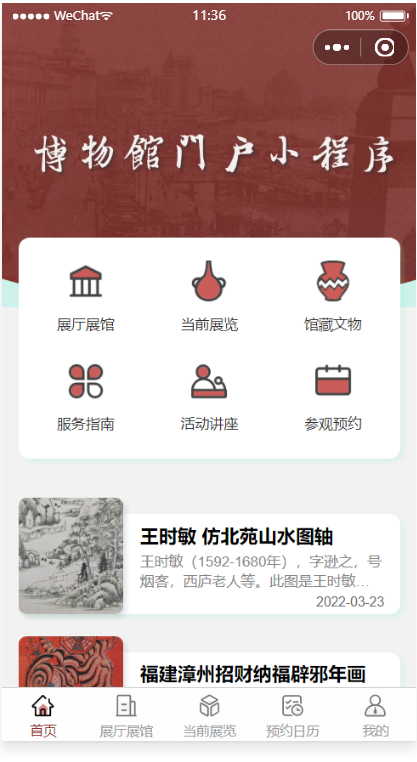 WeChat 11:36 100%
博物館門户小程序
展厅展馆 当前展览 馆藏文物
服务指南 活动讲座 参观预约
王时敏 仿北苑山水图轴
王时敏（1592-1680年），字逊之，号
烟客，西庐老人等。此图是王时敏...
2022-03-23
福建漳州招财纳福辟邪年画
首页 展厅展馆 当前展览 预约日历 我的